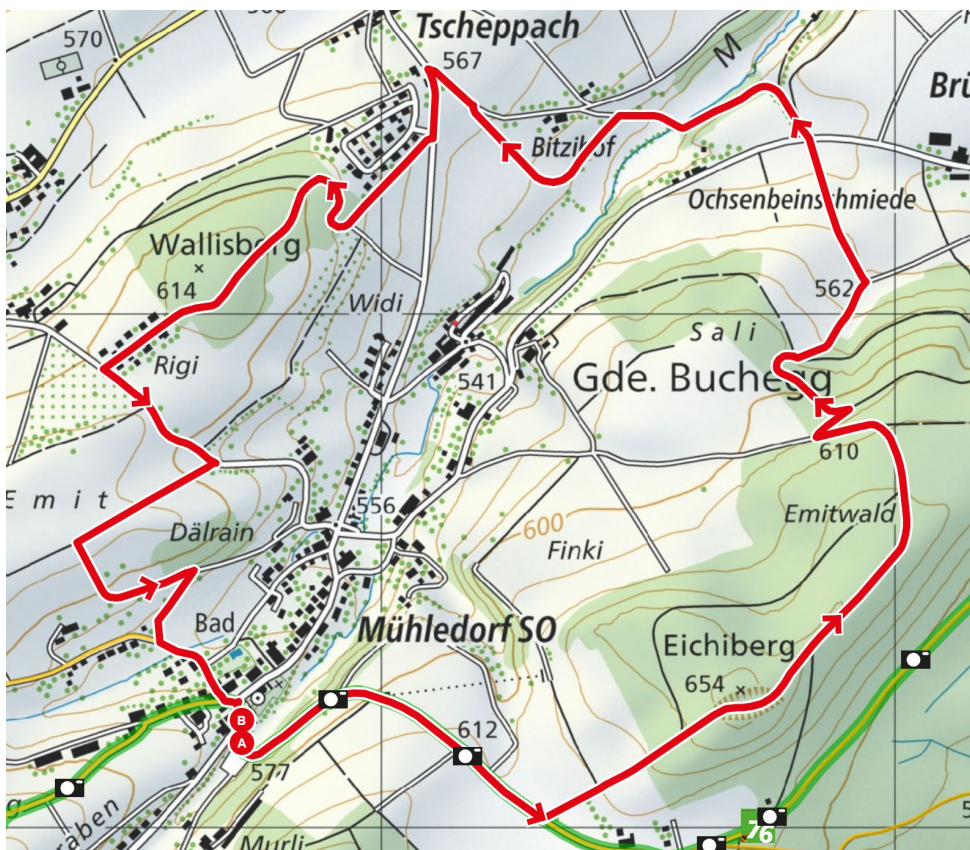 Tscheppach
570
567
M
Brü
Bitzihof
Ochsenbeinschmiede
Wallisberg
614
562
Widi
Sali
Rigi
541
Gde. Buchegg
610
Emit
556
Emitwald
Dälrain
600
Finki
Bad
Mühledorf SO
Eichiberg
654
612
B
A
577
76
raben
Murli